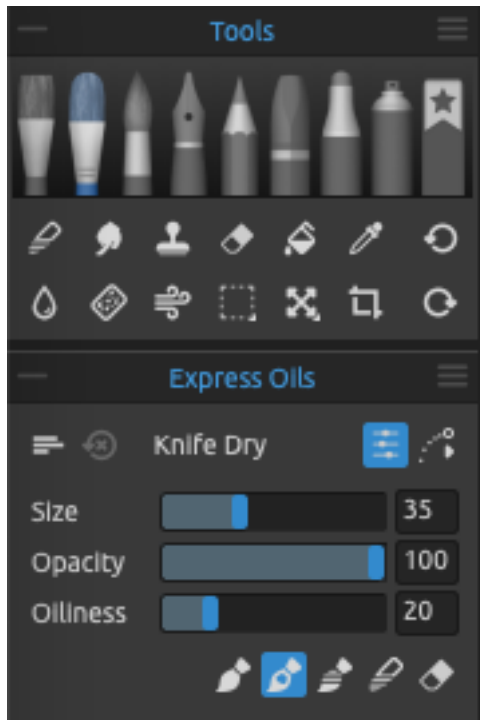 Tools
Express Oils
Knife Dry
Size 35
Opacity 100
Oiliness 20